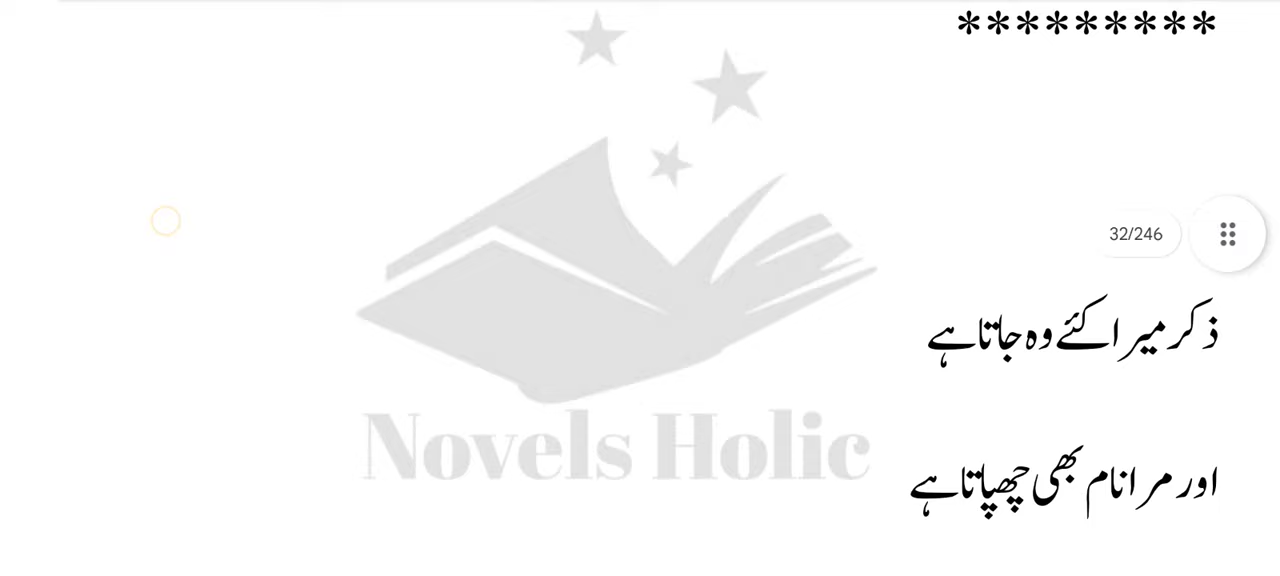 *********
32/246
ذکر میرا کئے وہ جاتا ہے
اور مرا نام بھی چھپاتا ہے
Novels Holic